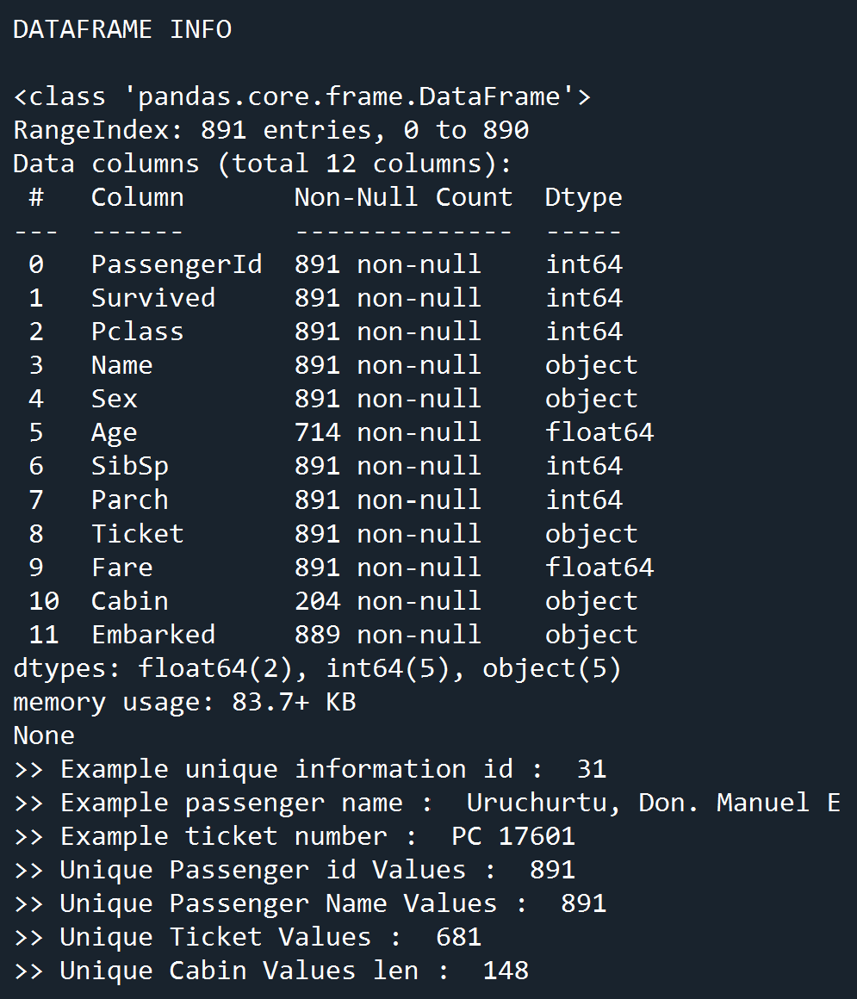 DATAFRAME INFO
<class 'pandas.core.frame.DataFrame'>
RangeIndex: 891 entries, 0 to 890
Data columns (total 12 columns):
 #   Column       Non-Null Count  Dtype
---  ------       --------------  -----
 0   PassengerId  891 non-null    int64
 1   Survived     891 non-null    int64
 2   Pclass       891 non-null    int64
 3   Name         891 non-null    object
 4   Sex          891 non-null    object
 5   Age          714 non-null    float64
 6   SibSp        891 non-null    int64
 7   Parch        891 non-null    int64
 8   Ticket       891 non-null    object
 9   Fare         891 non-null    float64
 10  Cabin        204 non-null    object
 11  Embarked     889 non-null    object
dtypes: float64(2), int64(5), object(5)
memory usage: 83.7+ KB
None
>> Example unique information id :  31
>> Example passenger name :  Uruchurtu, Don. Manuel E
>> Example ticket number :  PC 17601
>> Unique Passenger id Values :  891
>> Unique Passenger Name Values :  891
>> Unique Ticket Values :  681
>> Unique Cabin Values len :  148